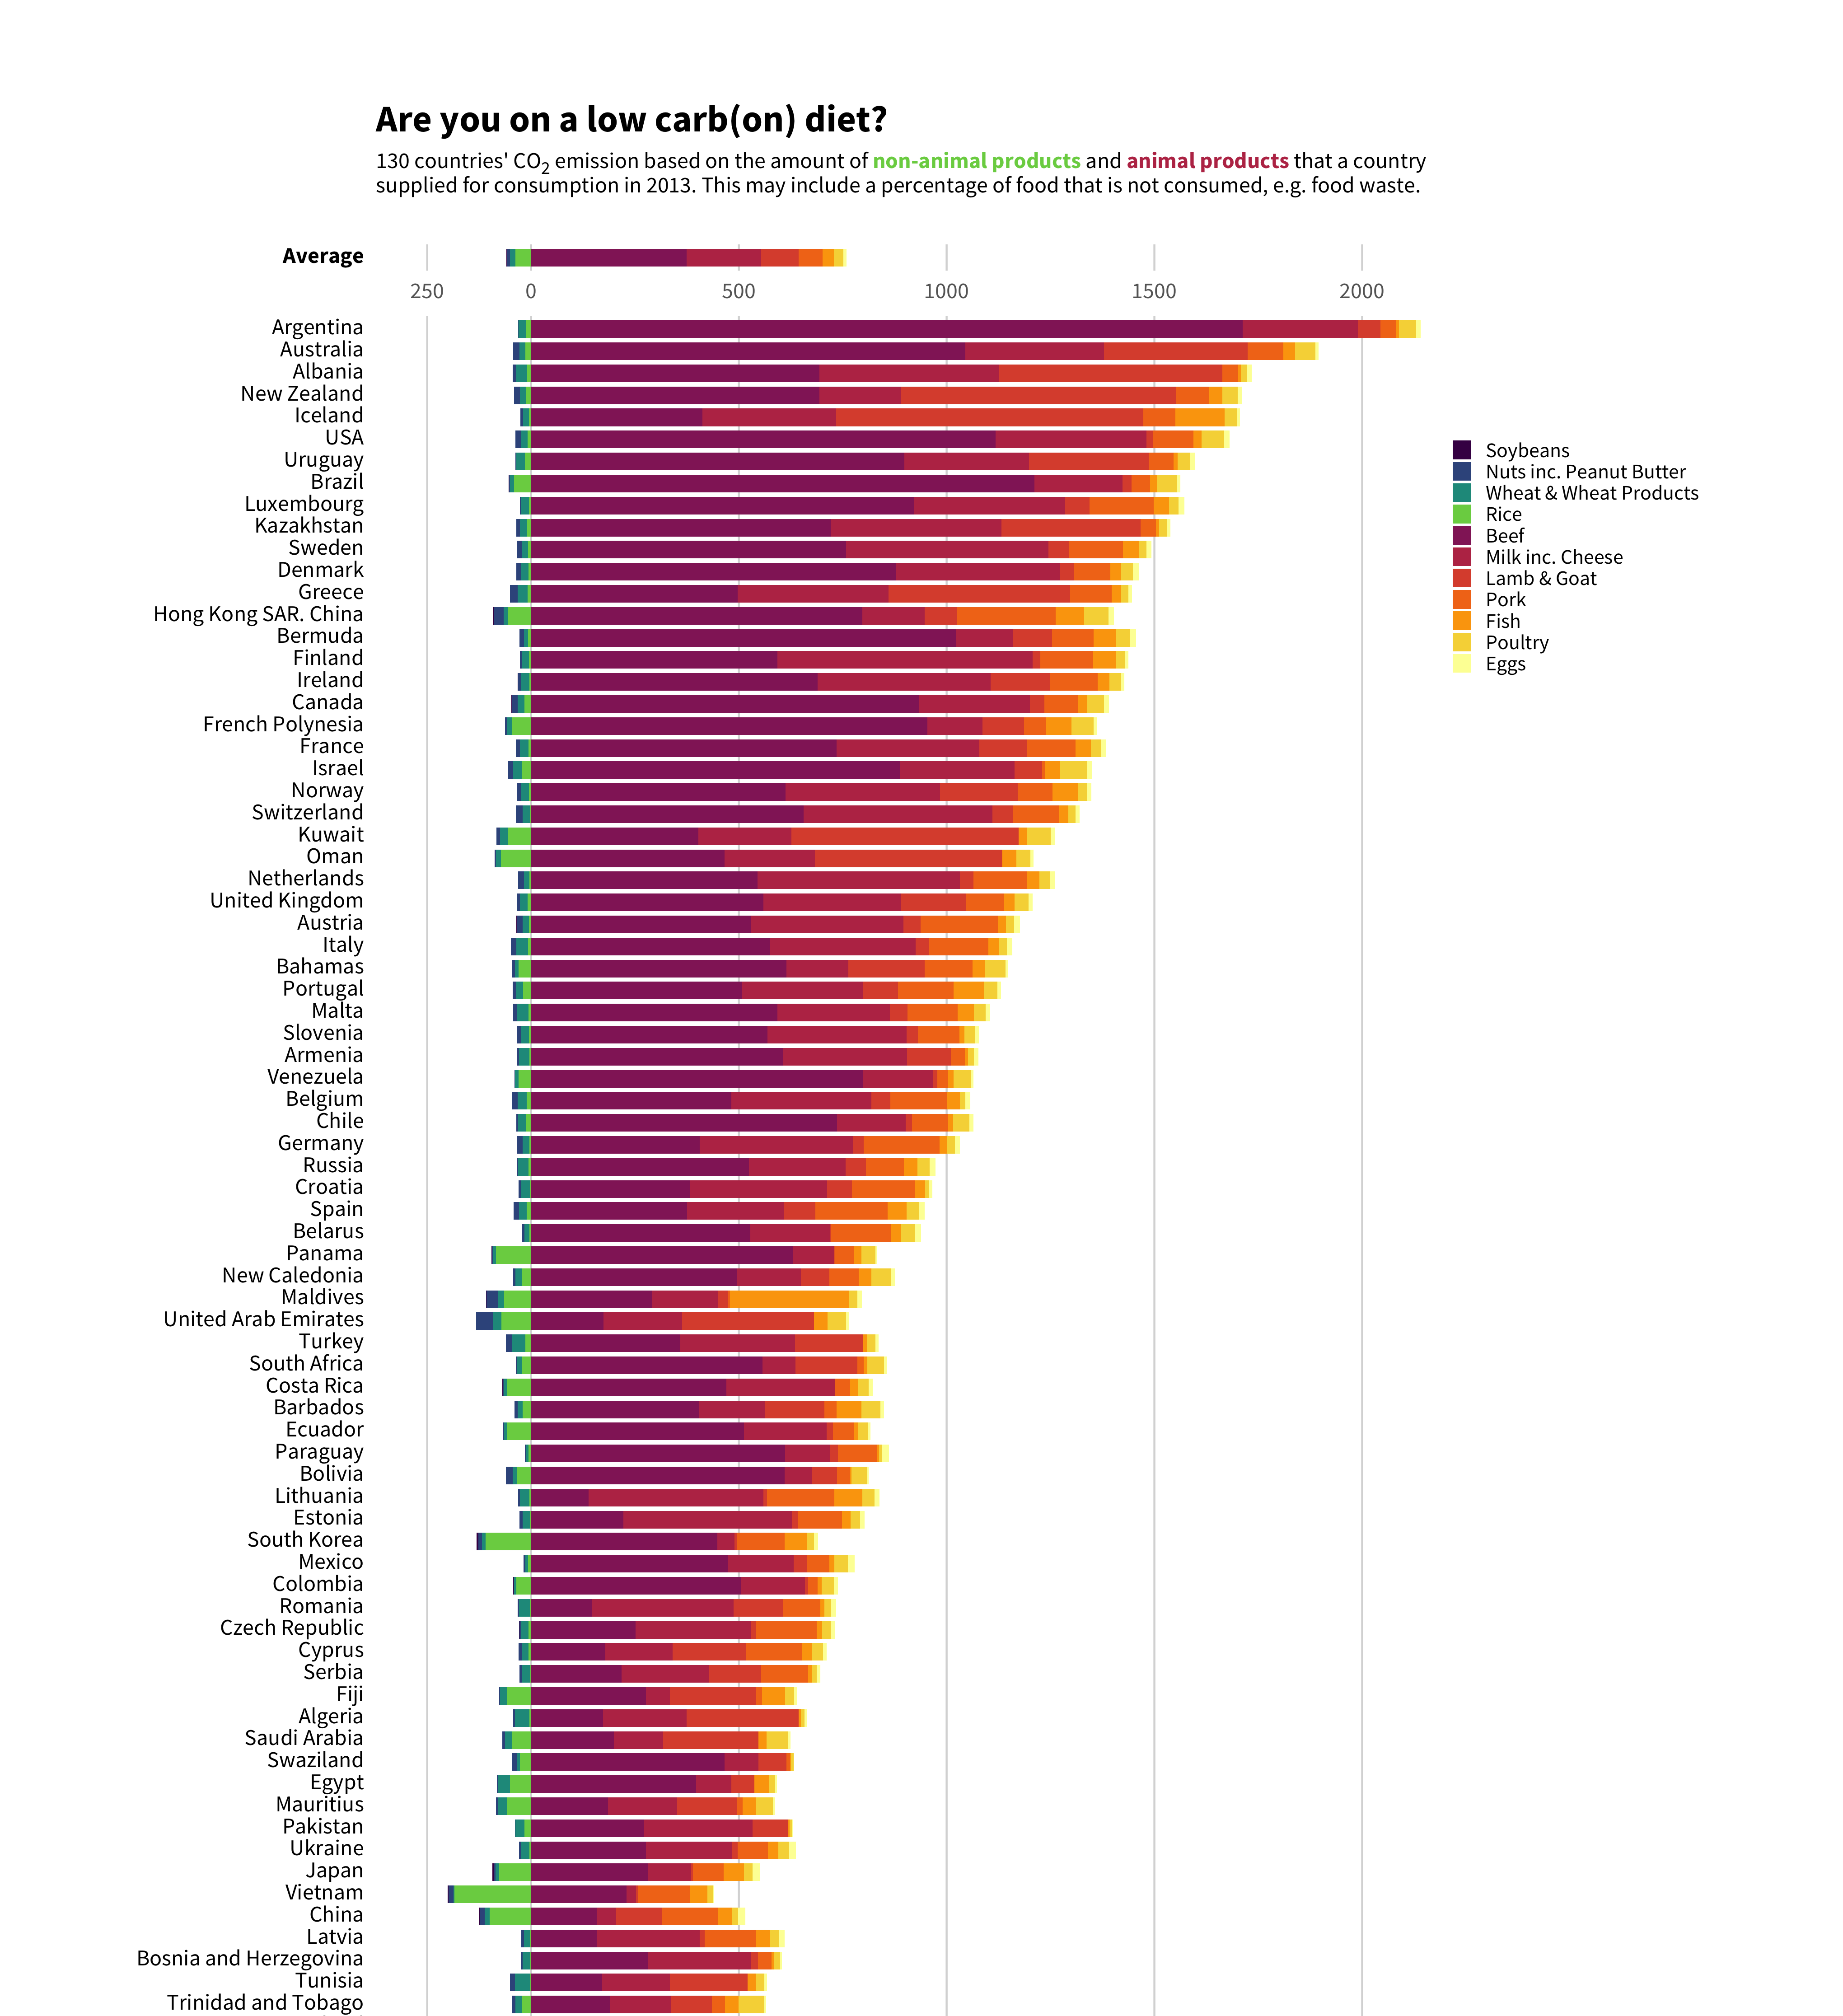 Are you on a low carb(on) diet?
130 countries' CO2 emission based on the amount of non-animal products and animal products that a country
supplied for consumption in 2013. This may include a percentage of food that is not consumed, e.g. food waste.
Average
250 0 500 1000 1500 2000
Argentina
Australia
Albania
New Zealand
Iceland
USA
Uruguay
Brazil
Luxembourg
Kazakhstan
Sweden
Denmark
Greece
Hong Kong SAR. China
Bermuda
Finland
Ireland
Canada
French Polynesia
France
Israel
Norway
Switzerland
Kuwait
Oman
Netherlands
United Kingdom
Austria
Italy
Bahamas
Portugal
Malta
Slovenia
Armenia
Venezuela
Belgium
Chile
Germany
Russia
Croatia
Spain
Belarus
Panama
New Caledonia
Maldives
United Arab Emirates
Turkey
South Africa
Costa Rica
Barbados
Ecuador
Paraguay
Bolivia
Lithuania
Estonia
South Korea
Mexico
Colombia
Romania
Czech Republic
Cyprus
Serbia
Fiji
Algeria
Saudi Arabia
Swaziland
Egypt
Mauritius
Pakistan
Ukraine
Japan
Vietnam
China
Latvia
Bosnia and Herzegovina
Tunisia
Trinidad and Tobago
Soybeans
Nuts inc. Peanut Butter
Wheat & Wheat Products
Rice
Beef
Milk inc. Cheese
Lamb & Goat
Pork
Fish
Poultry
Eggs